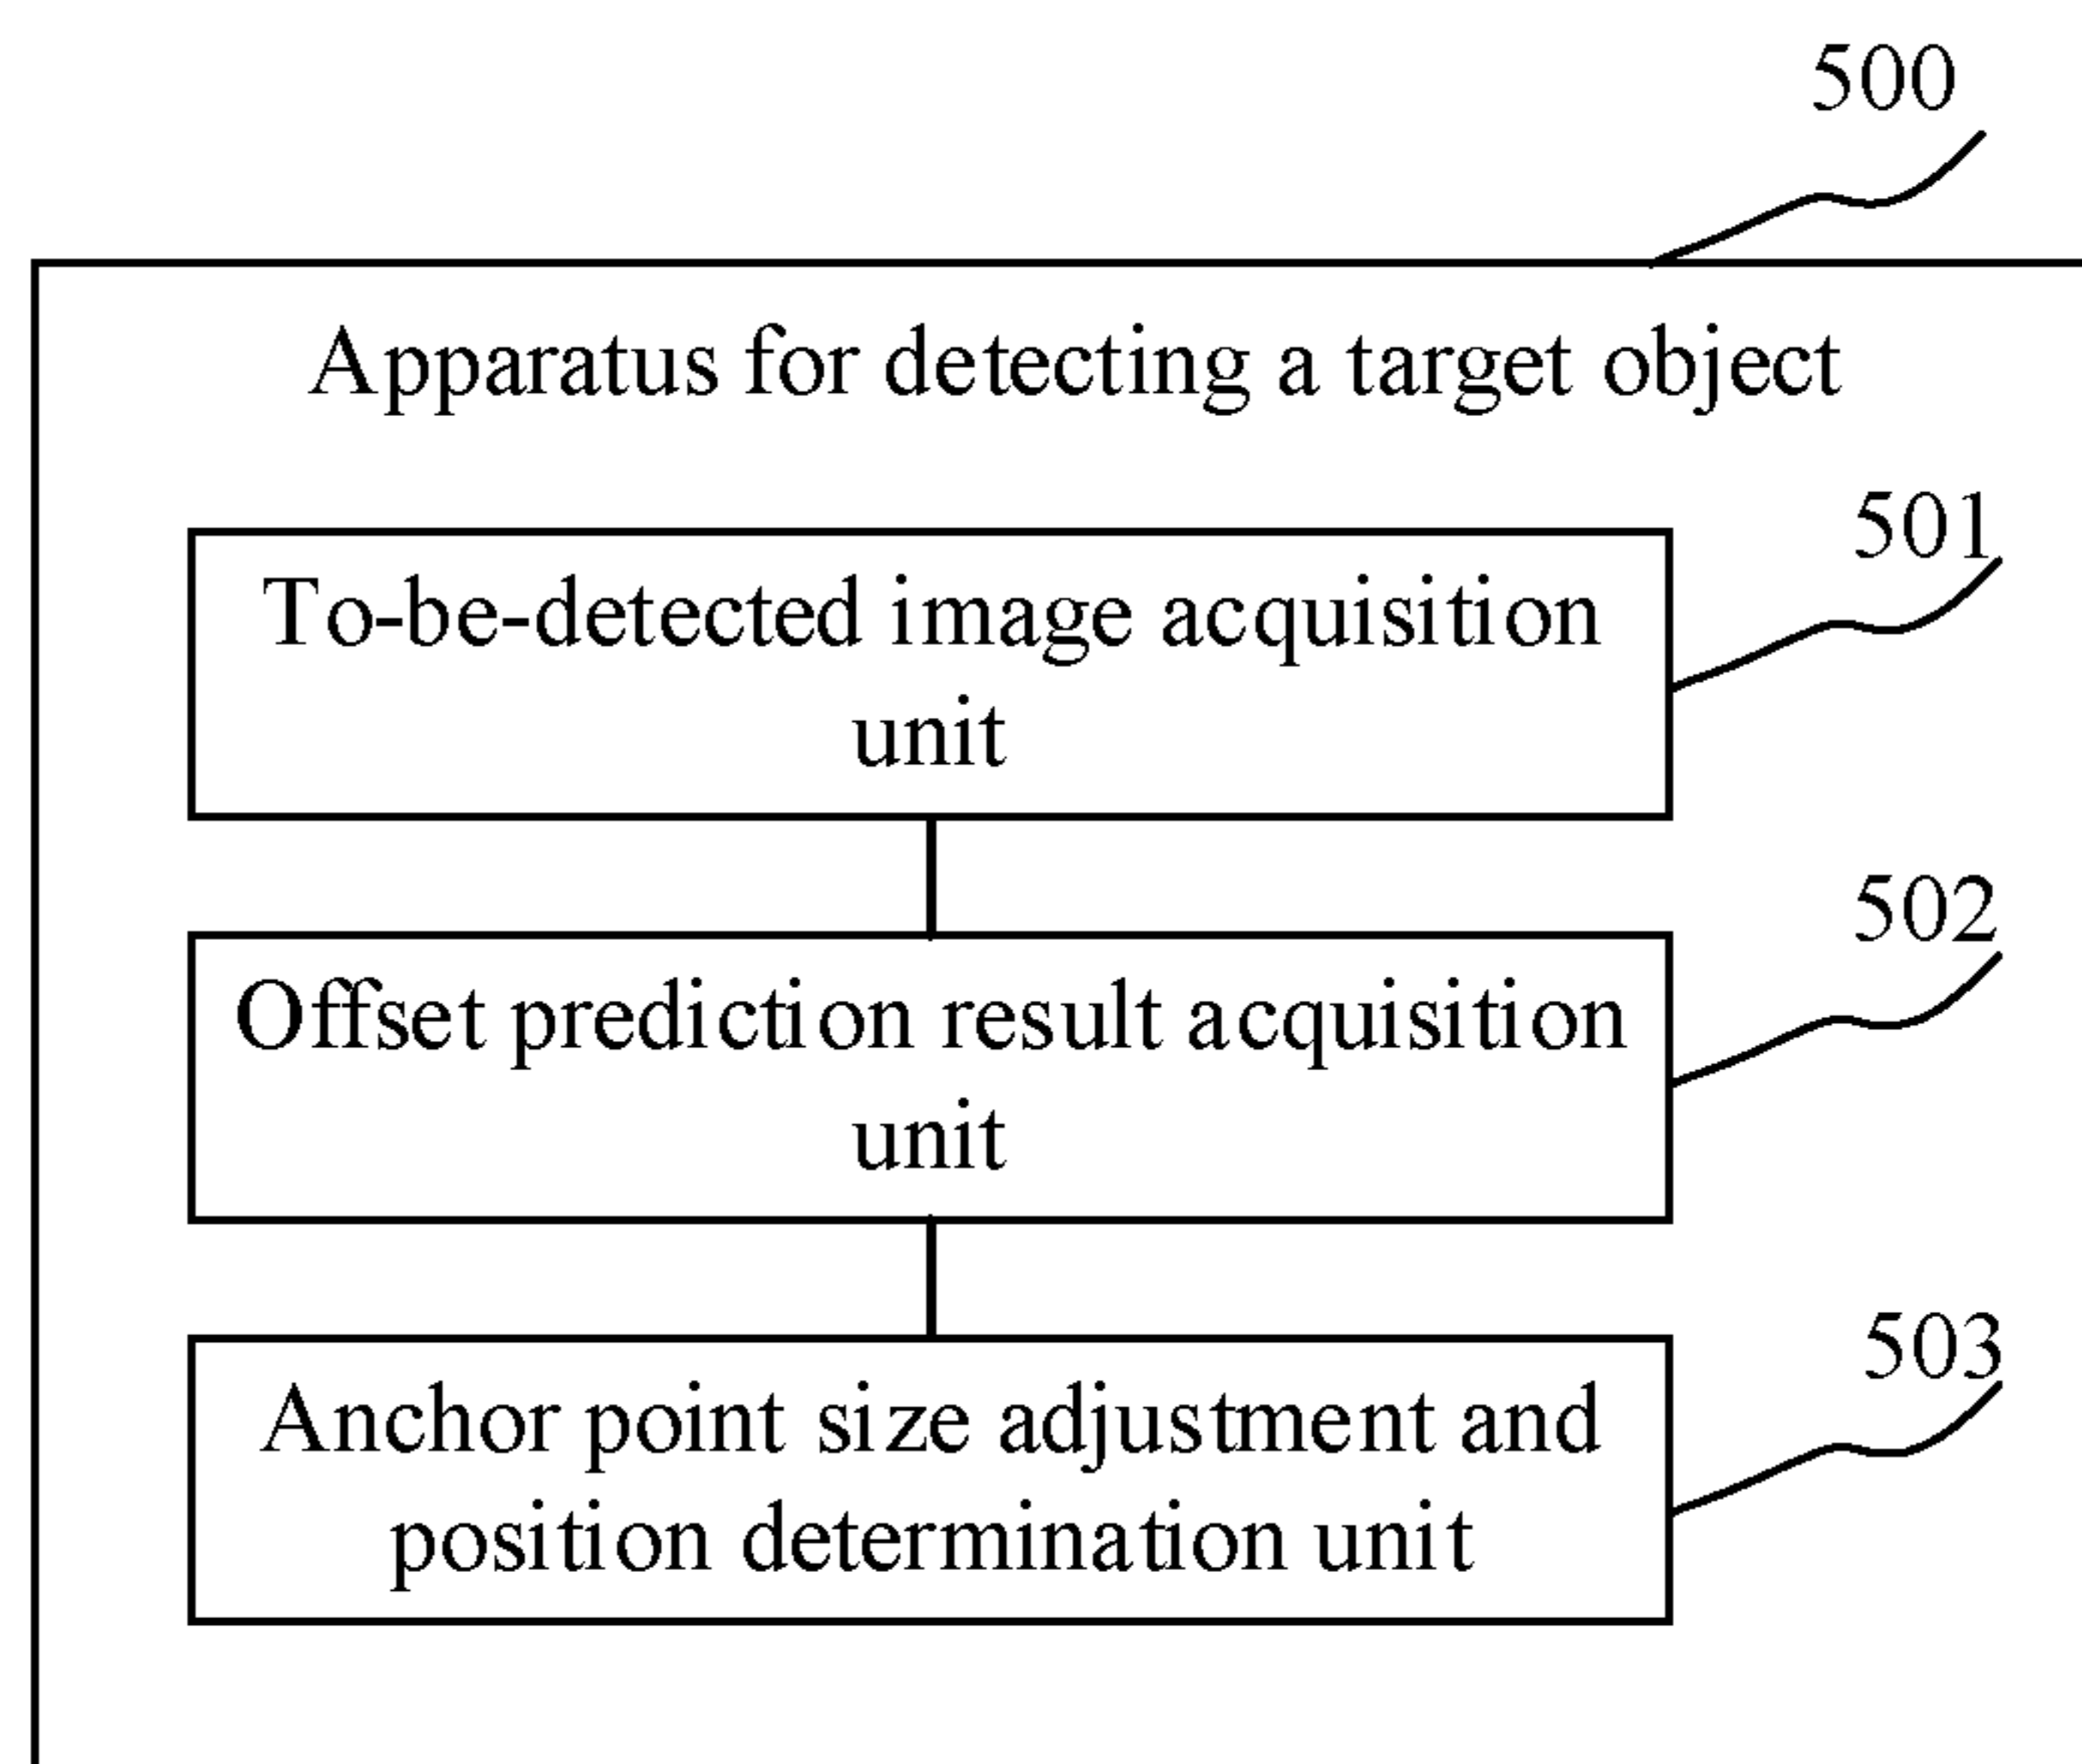 500
Apparatus for detecting a target object
501
To-be-detected image acquisition
unit
502
Offset prediction result acquisition
unit
503
Anchor point size adjustment and
position determination unit